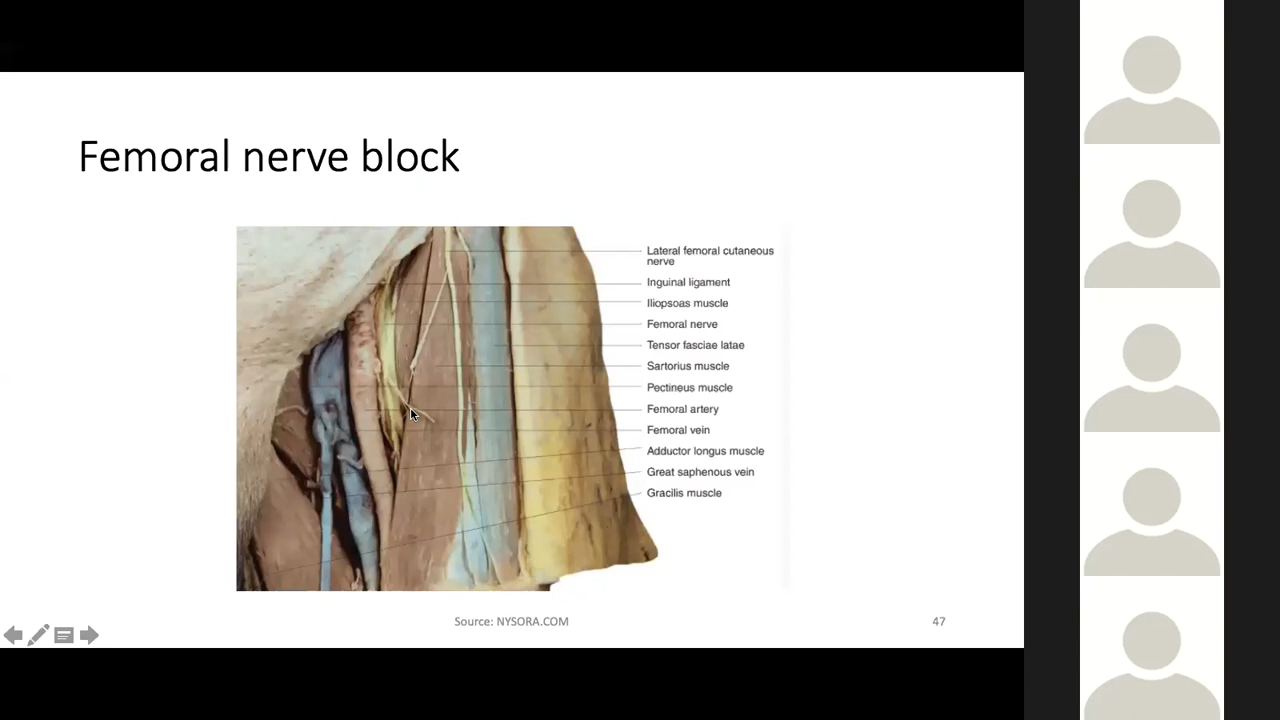 Femoral nerve block
Lateral femoral cutaneous
nerve
Inguinal ligament
Iliopsoas muscle
Femoral nerve
Tensor fasciae latae
Sartorius muscle
Pectineus muscle
Femoral artery
Femoral vein
Adductor longus muscle
Great saphenous vein
Gracilis muscle
Source: NYSORA.COM
47